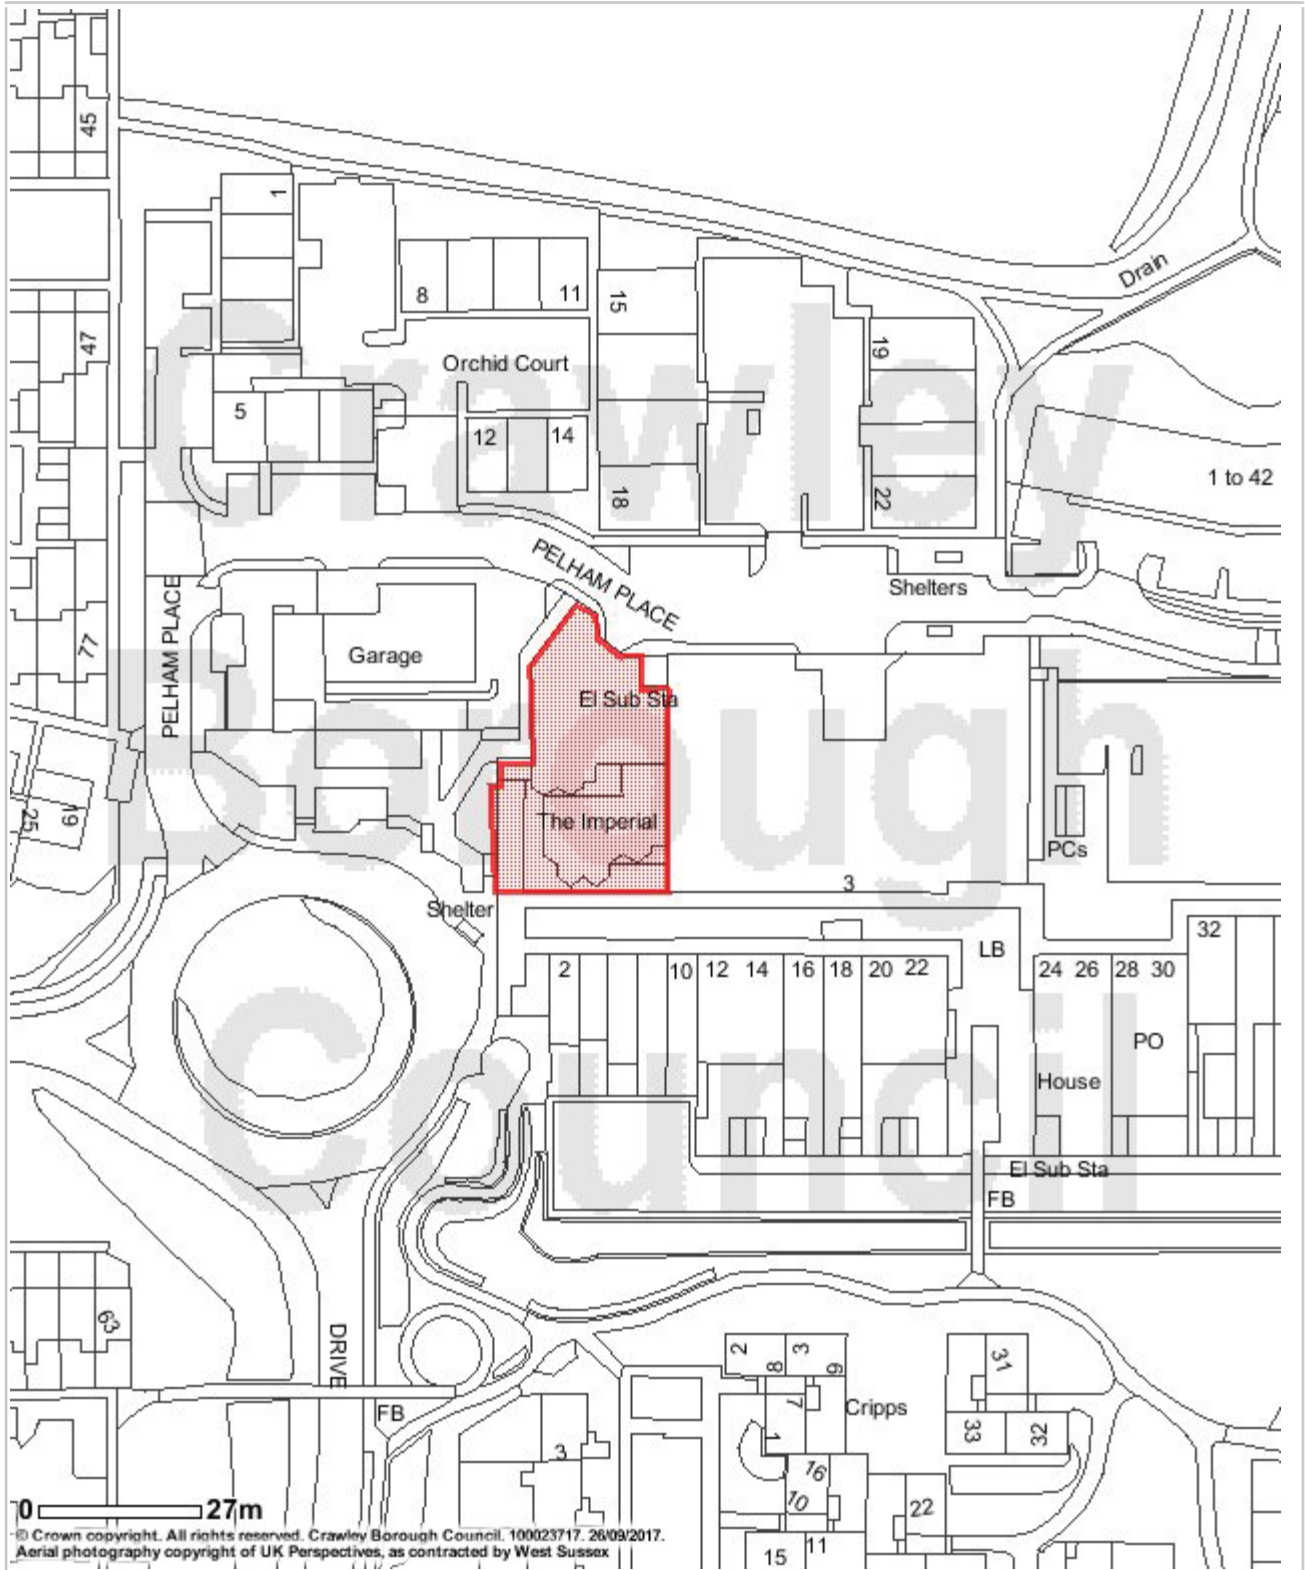 45
1
8
11
15
Drain
47
Orchid Court
19
5
12
14
18
22
1 to 42
Crawley
PELHAM PLACE
Shelters
PELHAM PLACE
77
Garage
El Sub Sta
Borough
25
19
The Imperial
PCs
3
Shelter
32
LB
2
10
12
14
16
18
20
22
24
26
28
30
PO
House
Council
El Sub Sta
FB
63
DRIVE
2
3
8
9
31
7
Cripps
FB
1
33
32
3
16
10
22
11
15
0 27m
© Crown copyright. All rights reserved. Crawley Borough Council. 100023717. 26/09/2017.
Aerial photography copyright of UK Perspectives, as contracted by West Sussex